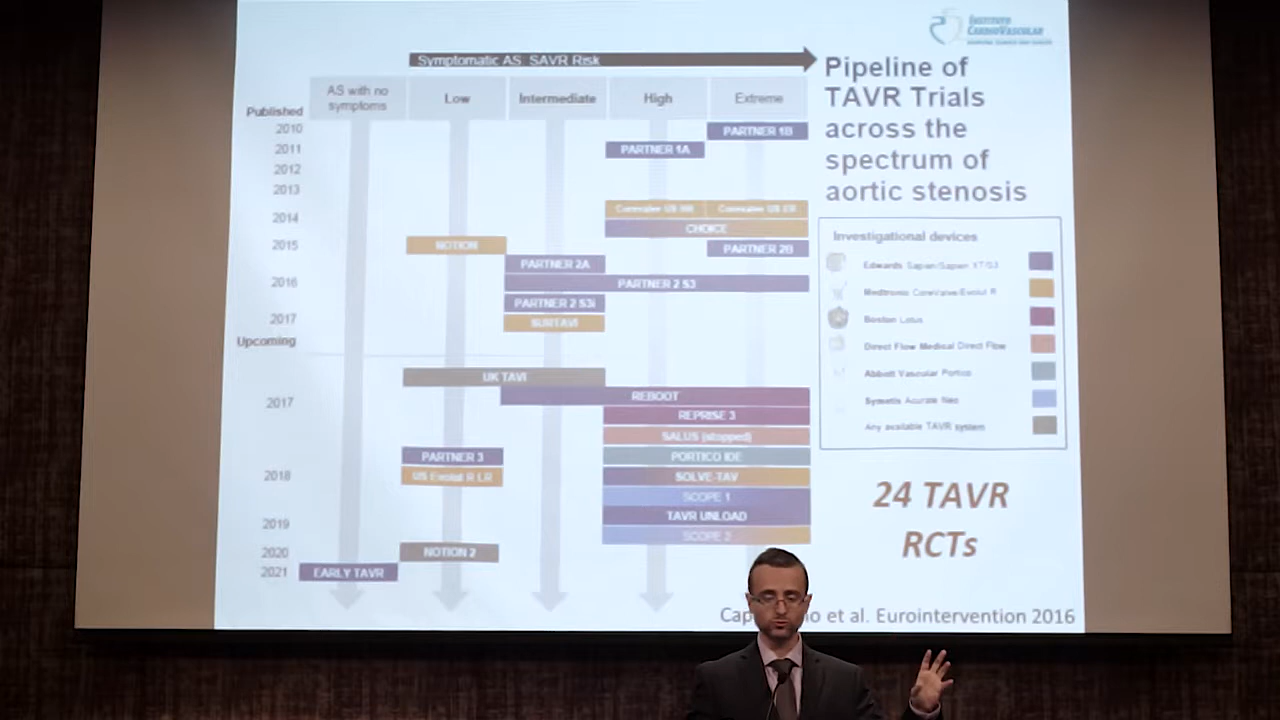 INSTITUTO
CARDIOVASCULAR
Symptomatic AS SAVR Risk
Pipeline of
TAVR Trials
across the
spectrum of
aortic stenosis
AS with no
symptoms
Low
Intermediate
High
Extreme
Published
2010
PARTNER 1B
2011
PARTNER 1A
2012
2013
CoreValve US HR
CoreValve US ER
2014
CHOICE
2015
NOTION
PARTNER 2B
PARTNER 2A
2016
PARTNER 2 S3
PARTNER 2 S3i
2017
SURTAVI
Upcoming
UK TAVI
2017
REBOOT
REPRISE 3
SALUS (stopped)
PORTICO IDE
PARTNER 3
2018
US Evolut R LR
SOLVE-TAV
SCOPE 1
2019
TAVR UNLOAD
SCOPE 2
2020
NOTION 2
2021
EARLY TAVR
Investigational devices
Edwards Sapien/Sapien XT/S3
Medtronic CoreValve/Evolut R
Boston Lotus
Direct Flow Medical Direct Flow
Abbott Vascular Portico
Symetis Acurate Neo
Any available TAVR system
24 TAVR
RCTs
et al. Eurointervention 2016